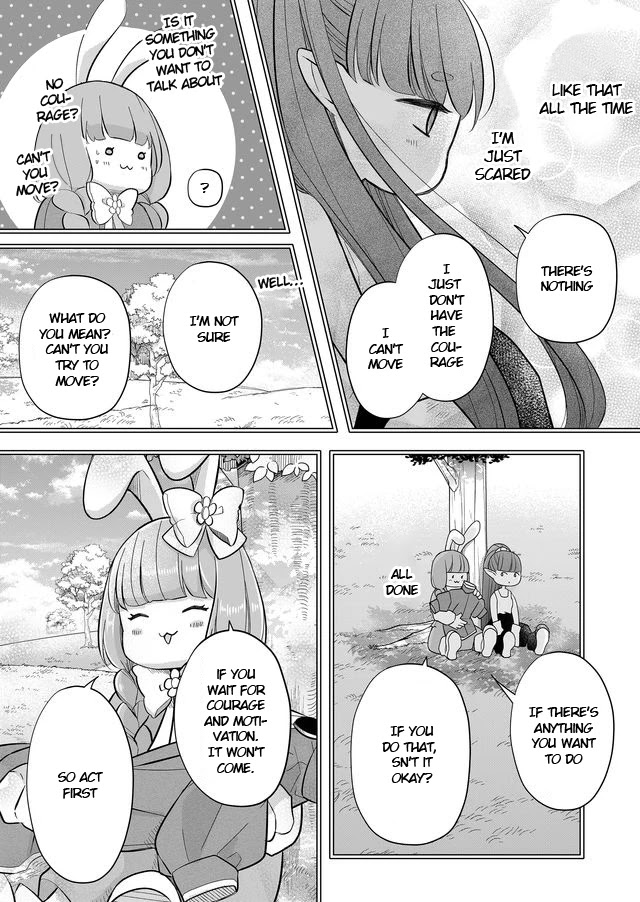 LIKE THAT
ALL THE TIME
I'M
JUST
SCARED
THERE'S
NOTHING
I
JUST
DON'T
HAVE
THE
COU-
RAGE
I
CAN'T
MOVE
IS IT
SOMETHING
YOU DON'T
WANT TO
TALK ABOUT
NO
COU-
RAGE?
CAN'T
YOU
MOVE?
?
WELL...
I'M NOT
SURE
WHAT DO
YOU MEAN?
CAN'T YOU
TRY TO
MOVE?
ALL
DONE
IF THERE'S
ANYTHING
YOU WANT
TO DO
IF YOU
DO THAT,
SN'T IT
OKAY?
IF YOU
WAIT FOR
COURAGE
AND MOTI-
VATION.
IT WON'T
COME.
SO ACT
FIRST